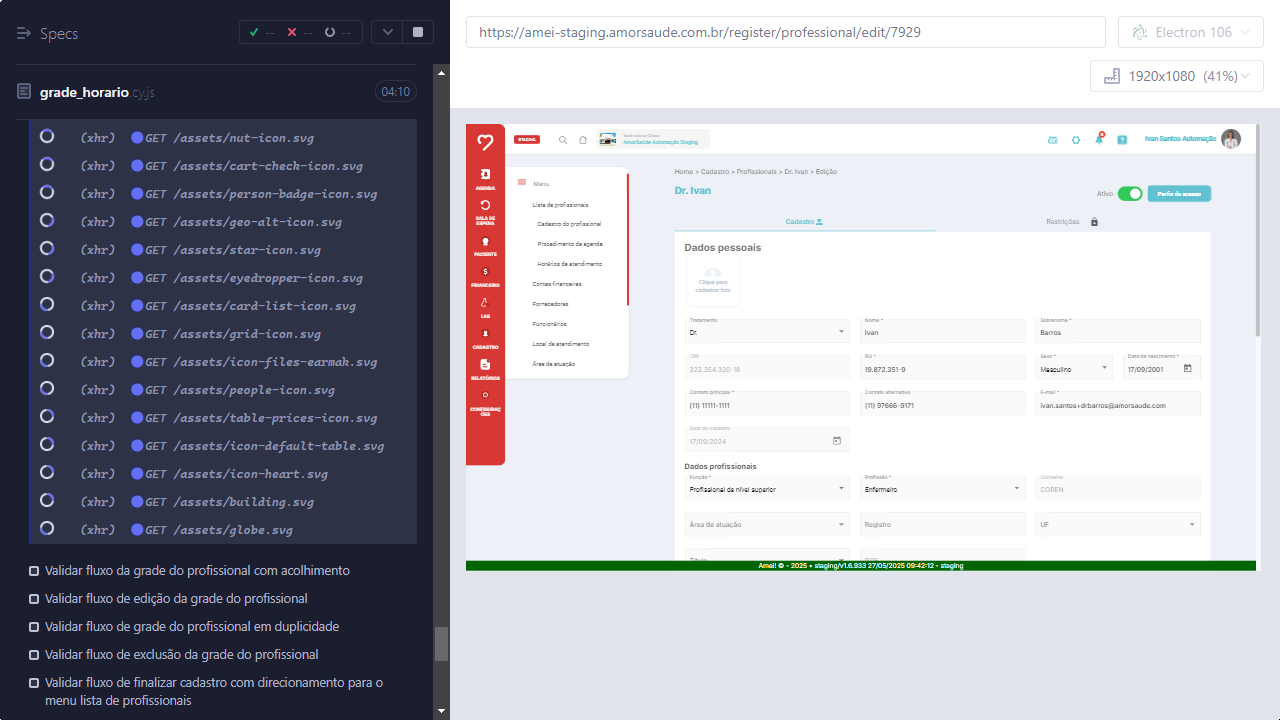 Specs
--
--
--
grade_horario.cy.js
04:10
(xhr) GET /assets/nut-icon.svg
(xhr) GET /assets/cart-check-icon.svg
(xhr) GET /assets/person-badge-icon.svg
(xhr) GET /assets/geo-alt-icon.svg
(xhr) GET /assets/star-icon.svg
(xhr) GET /assets/eyedropper-icon.svg
(xhr) GET /assets/card-list-icon.svg
(xhr) GET /assets/grid-icon.svg
(xhr) GET /assets/icon-file-earmak.svg
(xhr) GET /assets/people-icon.svg
(xhr) GET /assets/table-prices-icon.svg
(xhr) GET /assets/icon-default-table.svg
(xhr) GET /assets/icon-heart.svg
(xhr) GET /assets/building.svg
(xhr) GET /assets/globe.svg
Validar fluxo da grade do profissional com acolhimento
Validar fluxo de edição da grade do profissional
Validar fluxo de grade do profissional em duplicidade
Validar fluxo de exclusão da grade do profissional
Validar fluxo de finalizar cadastro com direcionamento para o
menu lista de profissionais
https://amei-staging.amorsaude.com.br/register/professional/edit/7929
Electron 106
1920x1080 (41%)
STAGING
Você está na Clínica:
AmorSaúde Automação Staging
Ivan Santos Automação
AGENDA
SALA DE
ESPERA
PACIENTE
FINANCEIRO
LAB
CADASTRO
RELATÓRIOS
CONFIGURAÇ
ÕES
Menu
Lista de profissionais
Cadastro do profissional
Procedimento de agenda
Horários de atendimento
Contas financeiras
Fornecedores
Funcionários
Local de atendimento
Área de atuação
Home > Cadastro > Profissionais > Dr. Ivan > Edição
Dr. Ivan
Ativo
Perfis de acesso
Cadastro
Restrições
Dados pessoais
Clique para
cadastrar foto
Tratamento
Dr.
Nome *
Ivan
Sobrenome *
Barros
CPF
322.354.320-18
RG *
19.872.351-9
Sexo *
Masculino
Data de nascimento *
17/09/2001
Contato principal *
(11) 11111-1111
Contato alternativo
(11) 97666-9171
E-mail *
ivan.santos+drbarros@amorsaude.com
Data de cadastro
17/09/2024
Dados profissionais
Função *
Profissional de nível superior
Profissão *
Enfermeiro
Conselho
COREN
Área de atuação
Registro
UF
Título
RQE
Amei! © - 2025 • staging/v1.6.933 27/05/2025 09:42:12 - staging